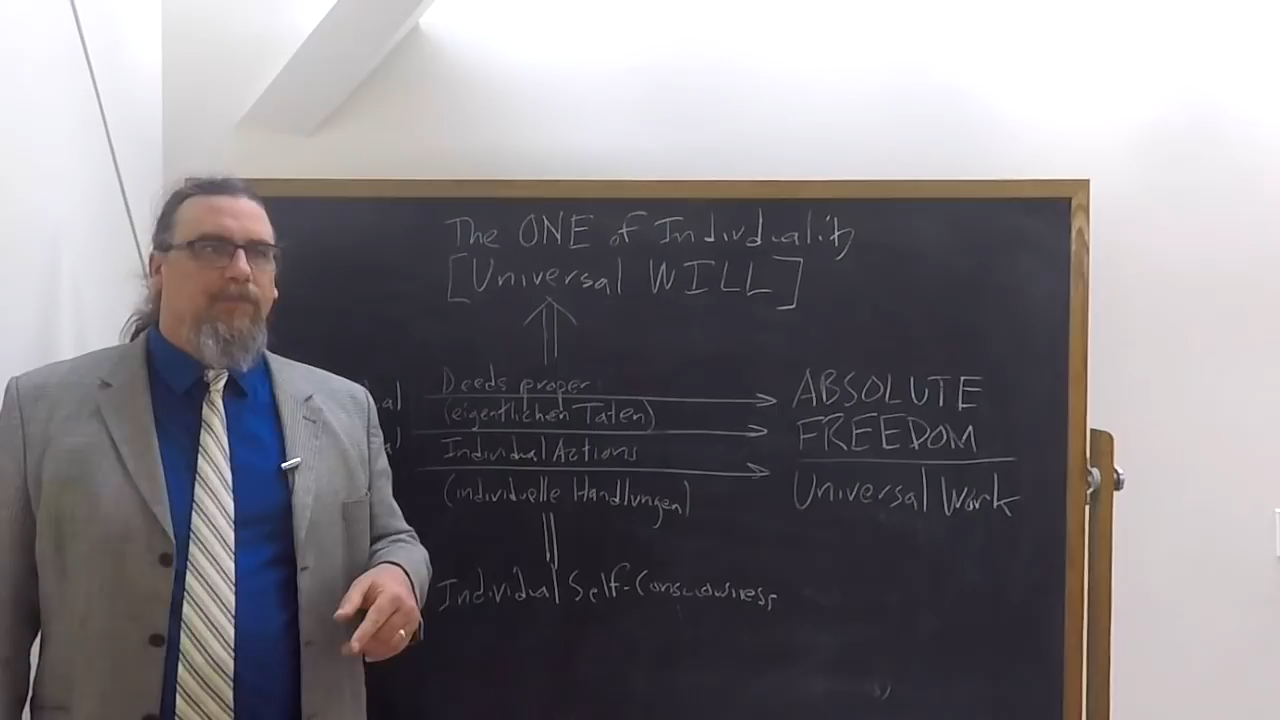 The ONE of Individuality
[Universal WILL]
Deeds proper
(eigentlichen Taten)
Individual Actions
(individuelle Handlungen)
Individual Self-Consciousness
ABSOLUTE
FREEDOM
Universal Work